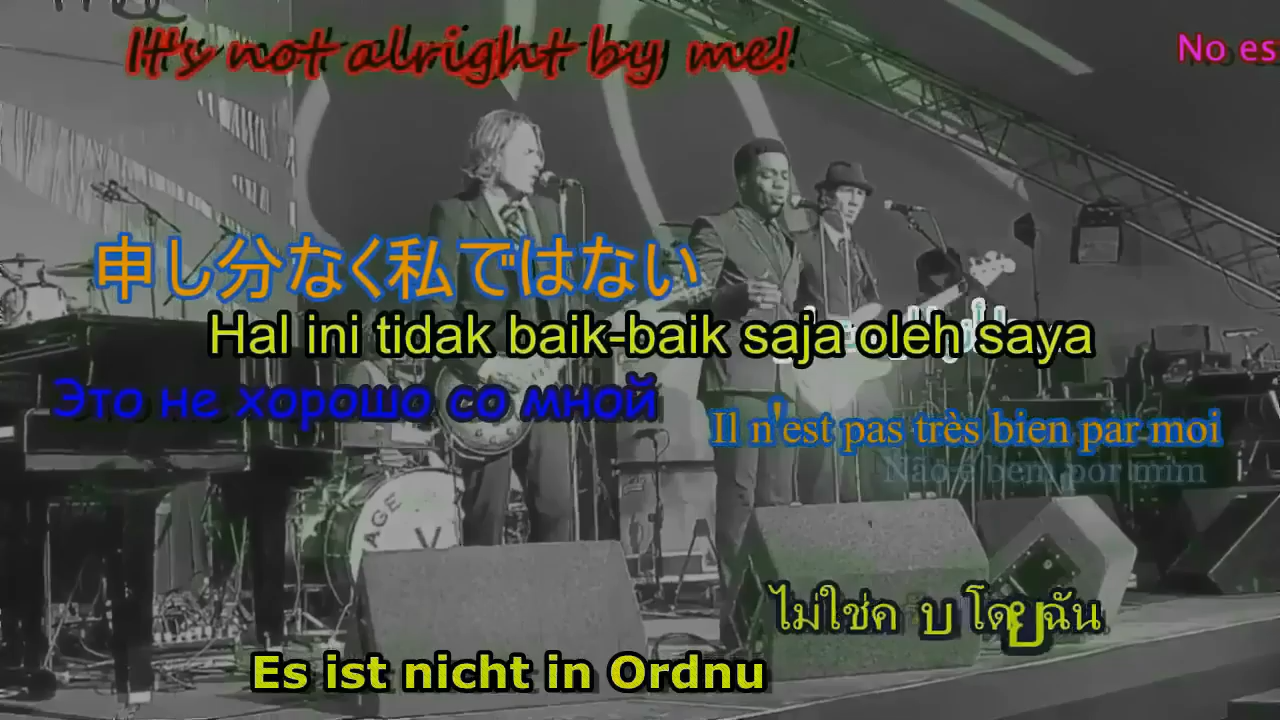 It's not alright by me!
No es
申し分なく私ではない
Hal ini tidak baik-baik saja oleh saya
Это не хорошо со мной
Il n'est pas très bien par moi
Não é bem por mim
AGE
V
ไม่ใช่ค บ โดยฉัน
Es ist nicht in Ordnu